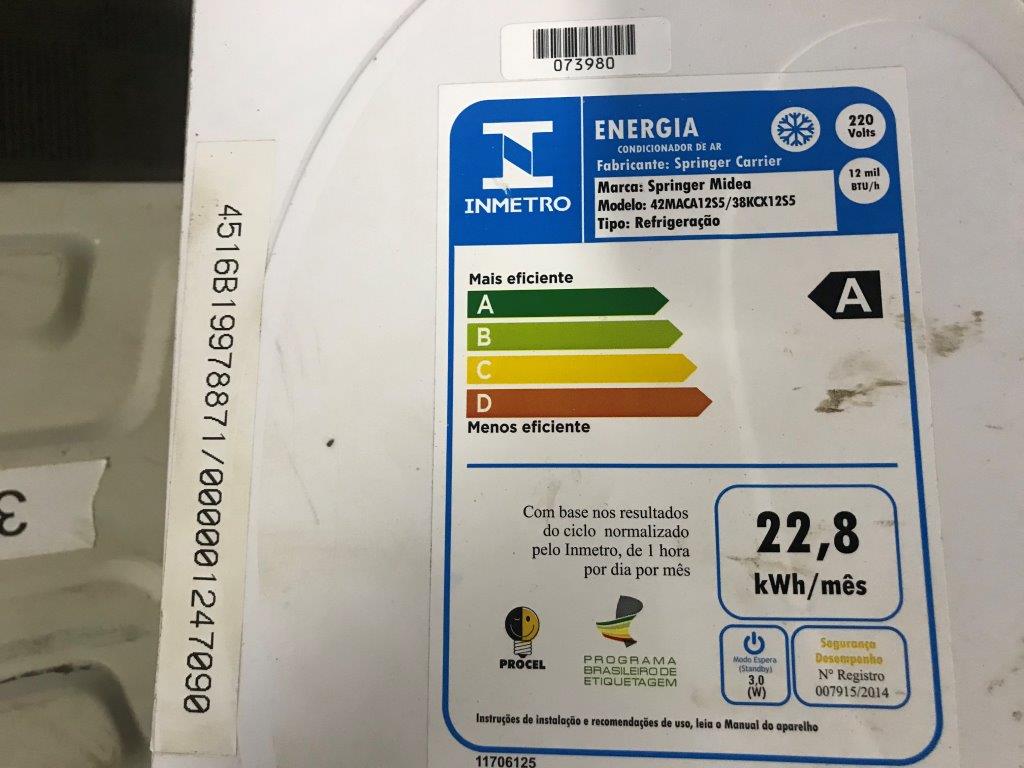 073980
INMETRO
ENERGIA
CONDICIONADOR DE AR
Fabricante: Springer Carrier
Marca: Springer Midea
Modelo: 42MACA12S5/38KCX12S5
Tipo: Refrigeração
220
Volts
12 mil
BTU/h
4516B19978871/0000001247090
Mais eficiente
A
B
C
D
Menos eficiente
A
Com base nos resultados
do ciclo normalizado
pelo Inmetro, de 1 hora
por dia por mês
22,8
kWh/mês
PROCEL
PROGRAMA
BRASILEIRO DE
ETIQUETAGEM
Modo Espera
(Standby)
3,0
(W)
Segurança
Desempenho
Nº Registro
007915/2014
Instruções de instalação e recomendações de uso, leia o Manual do aparelho
11706125
3